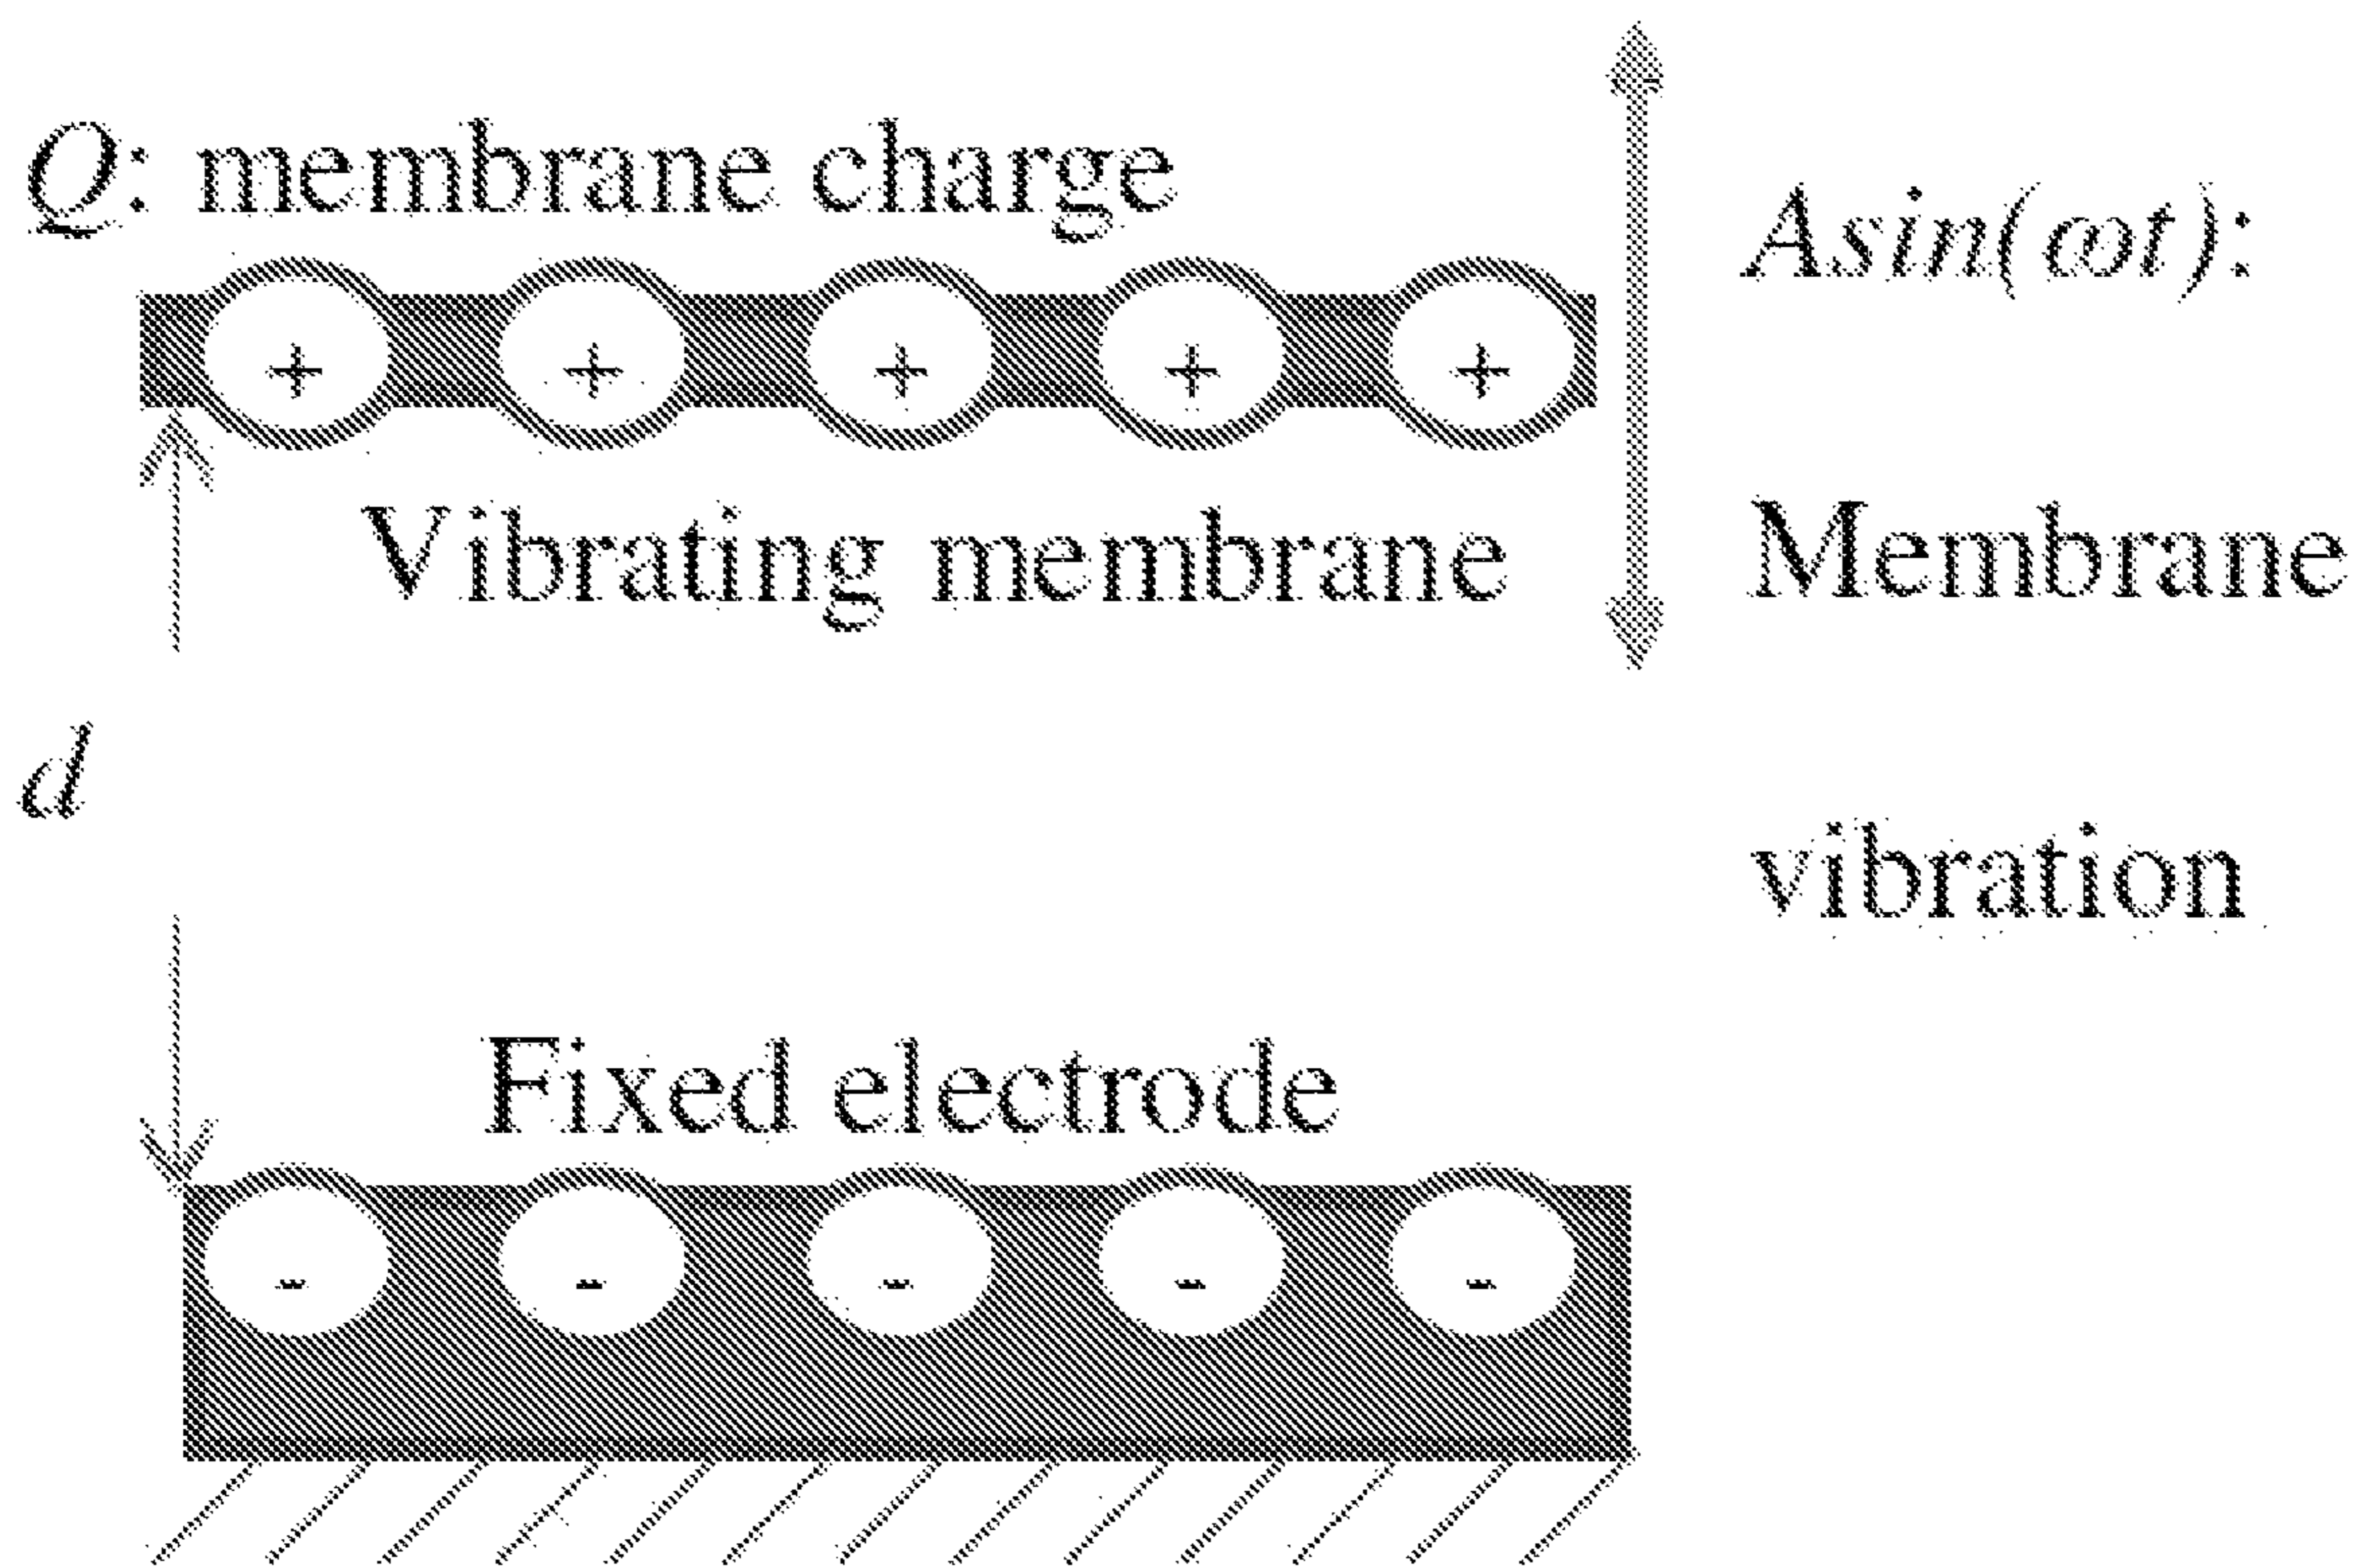 Q: membrane charge
Asin(ωt):
+ + + + +
Vibrating membrane
Membrane
d
vibration
Fixed electrode
- - - - -